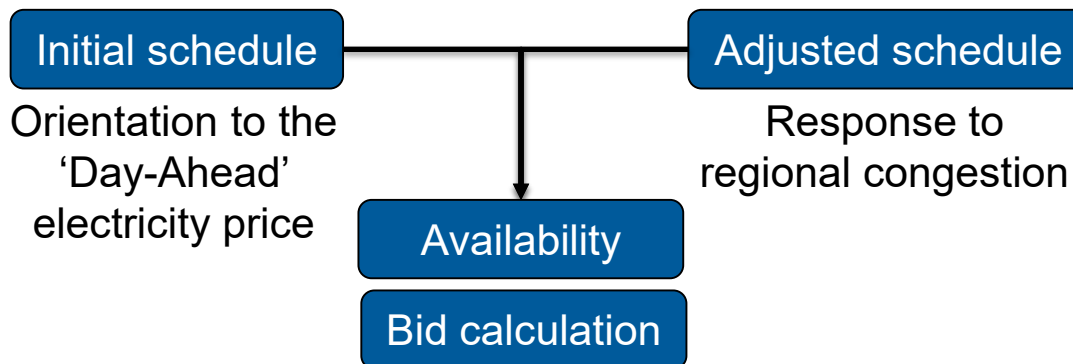 Initial schedule
Orientation to the
‘Day-Ahead’
electricity price
Adjusted schedule
Response to
regional congestion
Availability
Bid calculation